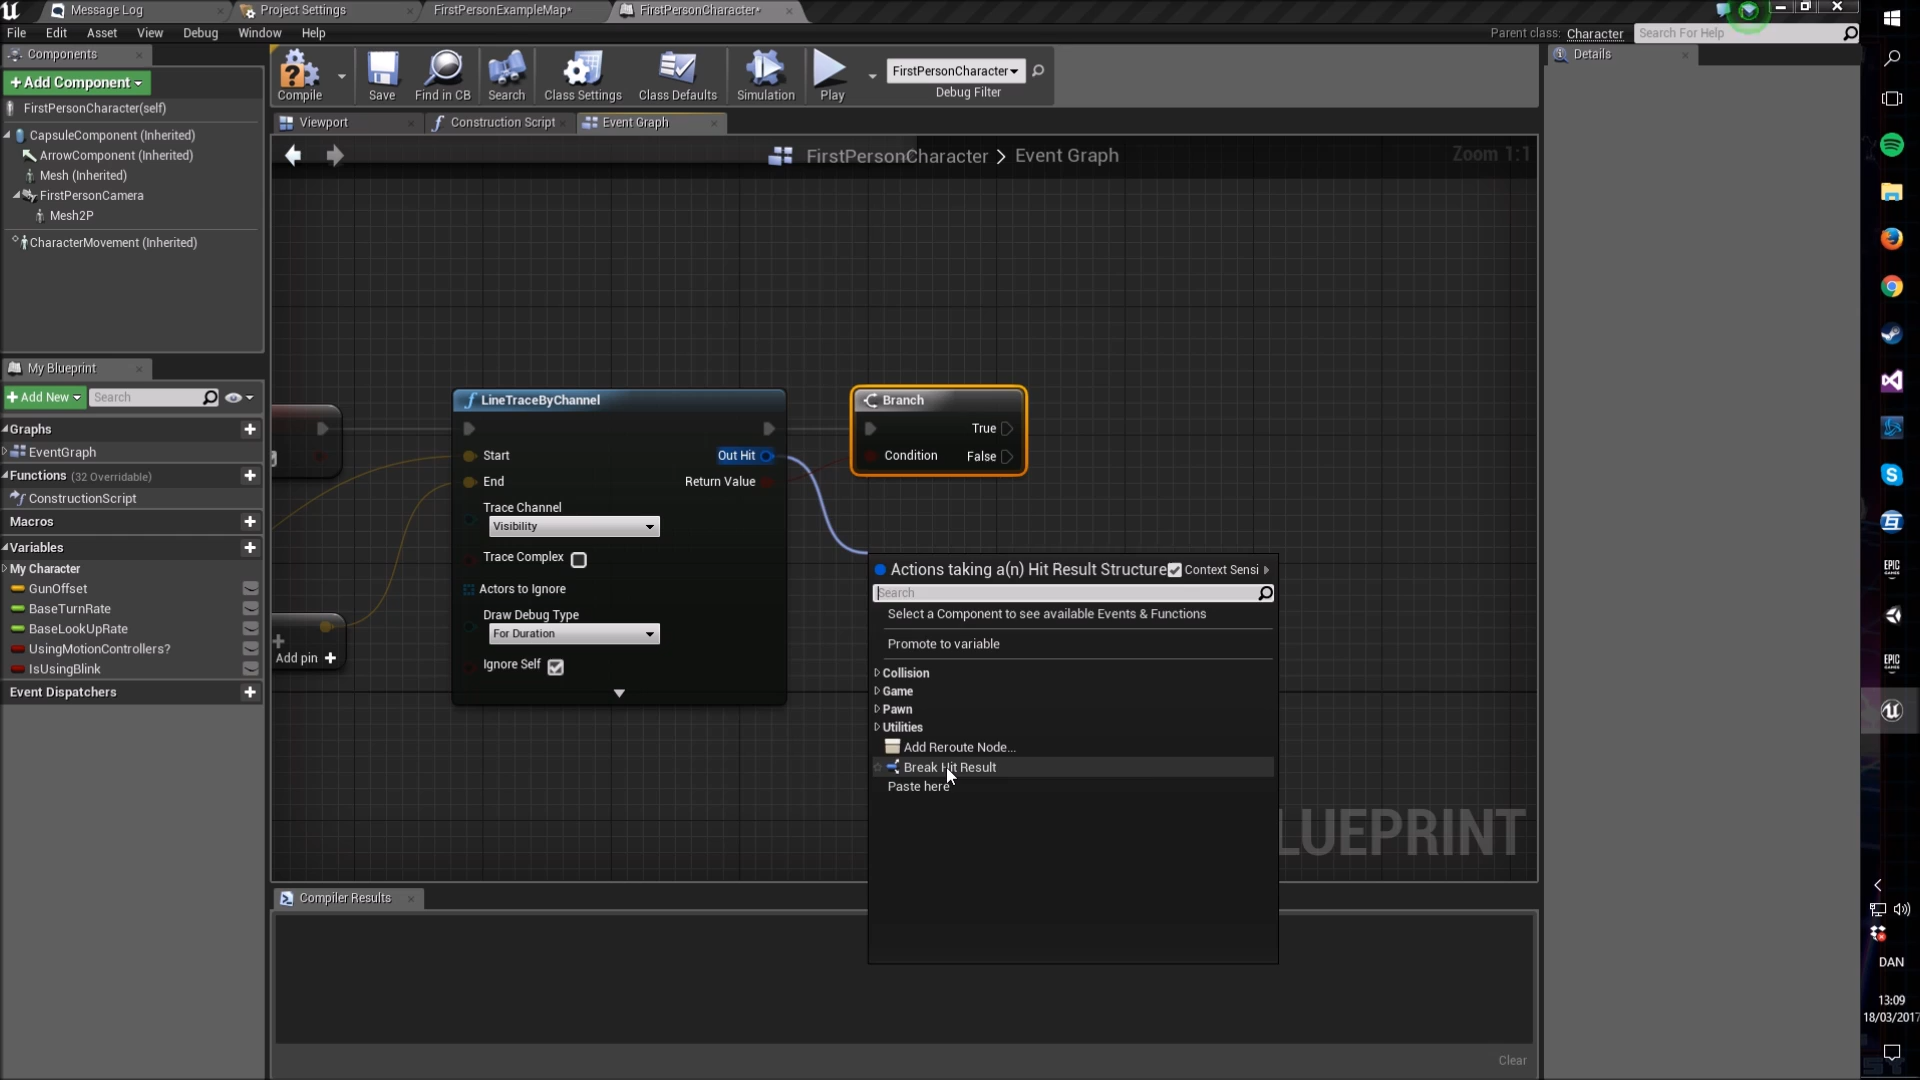 Message Log
Project Settings
FirstPersonExampleMap*
FirstPersonCharacter*
File Edit Asset View Debug Window Help
Parent class: Character
Search For Help
Components
Details
+Add Component
Compile
Save
Find in CB
Search
Class Settings
Class Defaults
Simulation
Play
FirstPersonCharacter
Debug Filter
FirstPersonCharacter(self)
CapsuleComponent (Inherited)
ArrowComponent (Inherited)
Mesh (Inherited)
FirstPersonCamera
Mesh2P
CharacterMovement (Inherited)
Viewport
Construction Script
Event Graph
FirstPersonCharacter > Event Graph
Zoom 1:1
My Blueprint
+Add New
Search
Graphs
EventGraph
Functions (32 Overridable)
ConstructionScript
Macros
Variables
My Character
GunOffset
BaseTurnRate
BaseLookUpRate
UsingMotionControllers?
IsUsingBlink
Event Dispatchers
Add pin +
LineTraceByChannel
Start
Out Hit
End
Return Value
Trace Channel
Visibility
Trace Complex
Actors to Ignore
Draw Debug Type
For Duration
Ignore Self
Branch
True
Condition
False
Actions taking a(n) Hit Result Structure
Context Sensi
Search
Select a Component to see available Events & Functions
Promote to variable
Collision
Game
Pawn
Utilities
Add Reroute Node...
Break Hit Result
Paste here
LUEPRINT
Compiler Results
Clear
EPIC
GAMES
EPIC
GAMES
DAN
13:09
18/03/2017